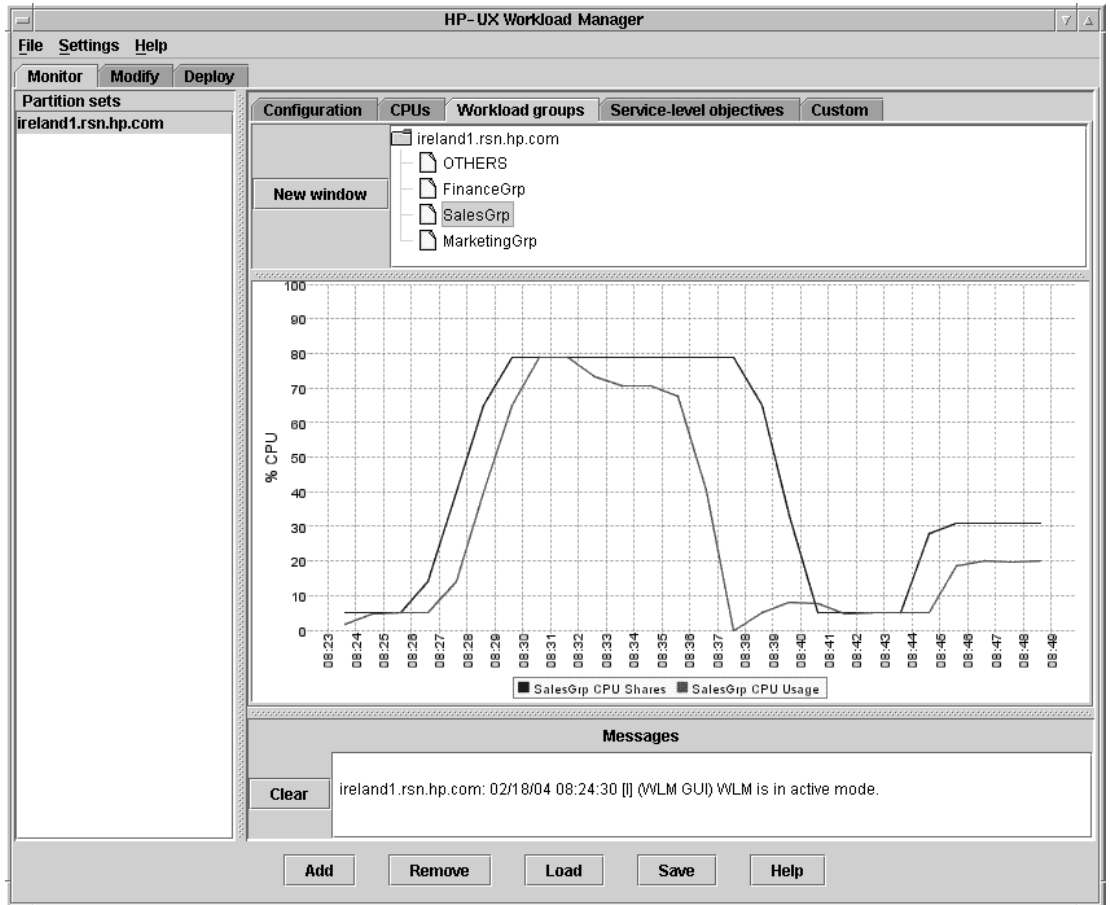 HP-UX Workload Manager
File Settings Help
Monitor Modify Deploy
Partition sets
ireland1.rsn.hp.com
Configuration CPUs Workload groups Service-level objectives Custom
New window
ireland1.rsn.hp.com
OTHERS
FinanceGrp
SalesGrp
MarketingGrp
% CPU
100
90
80
70
60
50
40
30
20
10
0
08:23 08:24 08:25 08:26 08:27 08:28 08:29 08:30 08:31 08:32 08:33 08:34 08:35 08:36 08:37 08:38 08:39 08:40 08:41 08:42 08:43 08:44 08:45 08:46 08:47 08:48 08:49
SalesGrp CPU Shares SalesGrp CPU Usage
Messages
Clear
ireland1.rsn.hp.com: 02/18/04 08:24:30 [I] (WLM GUI) WLM is in active mode.
Add Remove Load Save Help